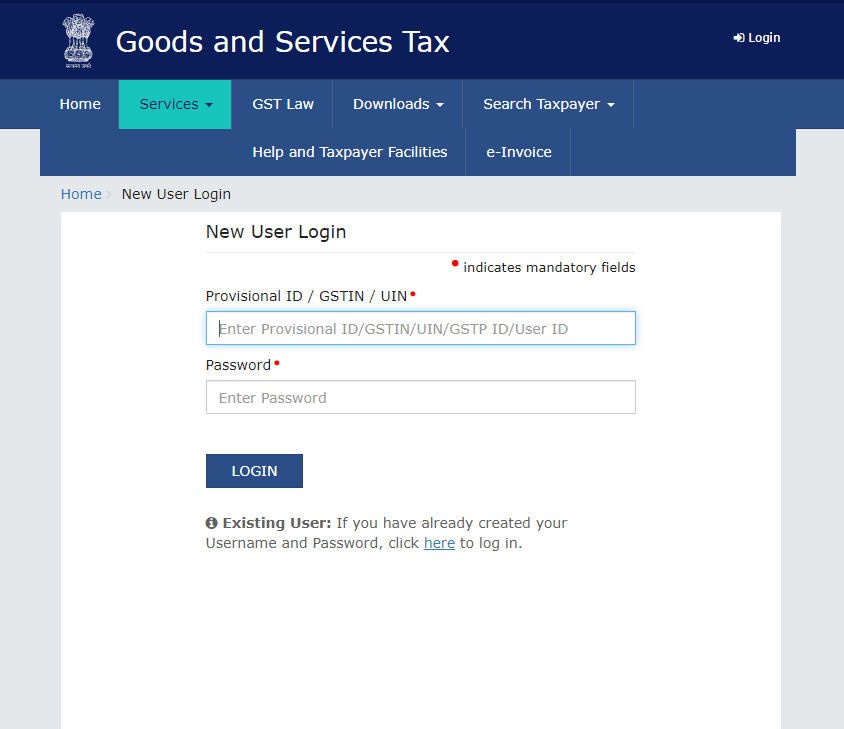 Goods and Services Tax
Login
Home
Services
GST Law
Downloads
Search Taxpayer
Help and Taxpayer Facilities
e-Invoice
Home › New User Login
New User Login
• indicates mandatory fields
Provisional ID / GSTIN / UIN•
Enter Provisional ID/GSTIN/UIN/GSTP ID/User ID
Password•
Enter Password
LOGIN
Existing User: If you have already created your
Username and Password, click here to log in.